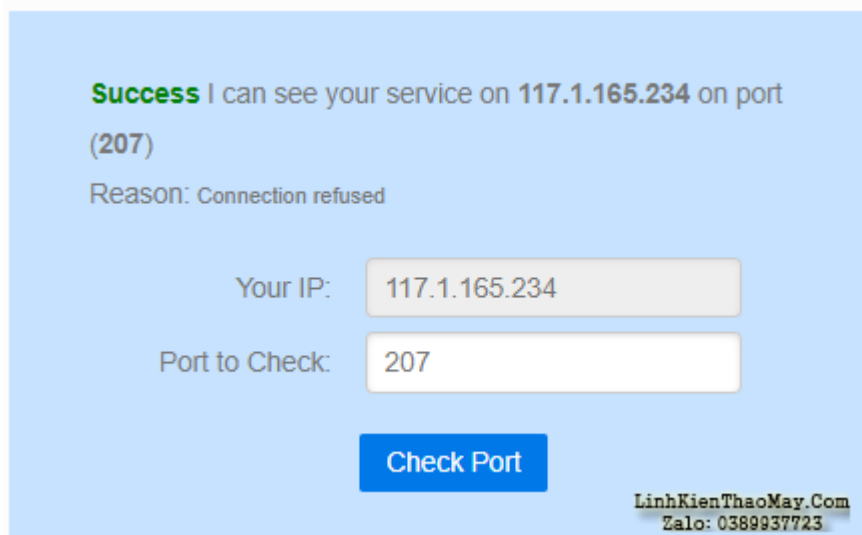 Success I can see your service on 117.1.165.234 on port
(207)
Reason: Connection refused
Your IP: 117.1.165.234
Port to Check: 207
Check Port
LinhKienThaoMay.Com
Zalo: 0389937723